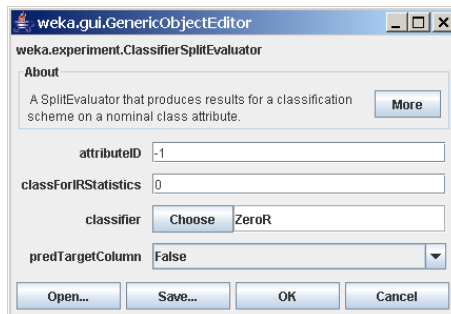 weka.gui.GenericObjectEditor
weka.experiment.ClassifierSplitEvaluator
About
A SplitEvaluator that produces results for a classification
scheme on a nominal class attribute.
More
attributeID -1
classForIRStatistics 0
classifier Choose ZeroR
predTargetColumn False
Open... Save... OK Cancel